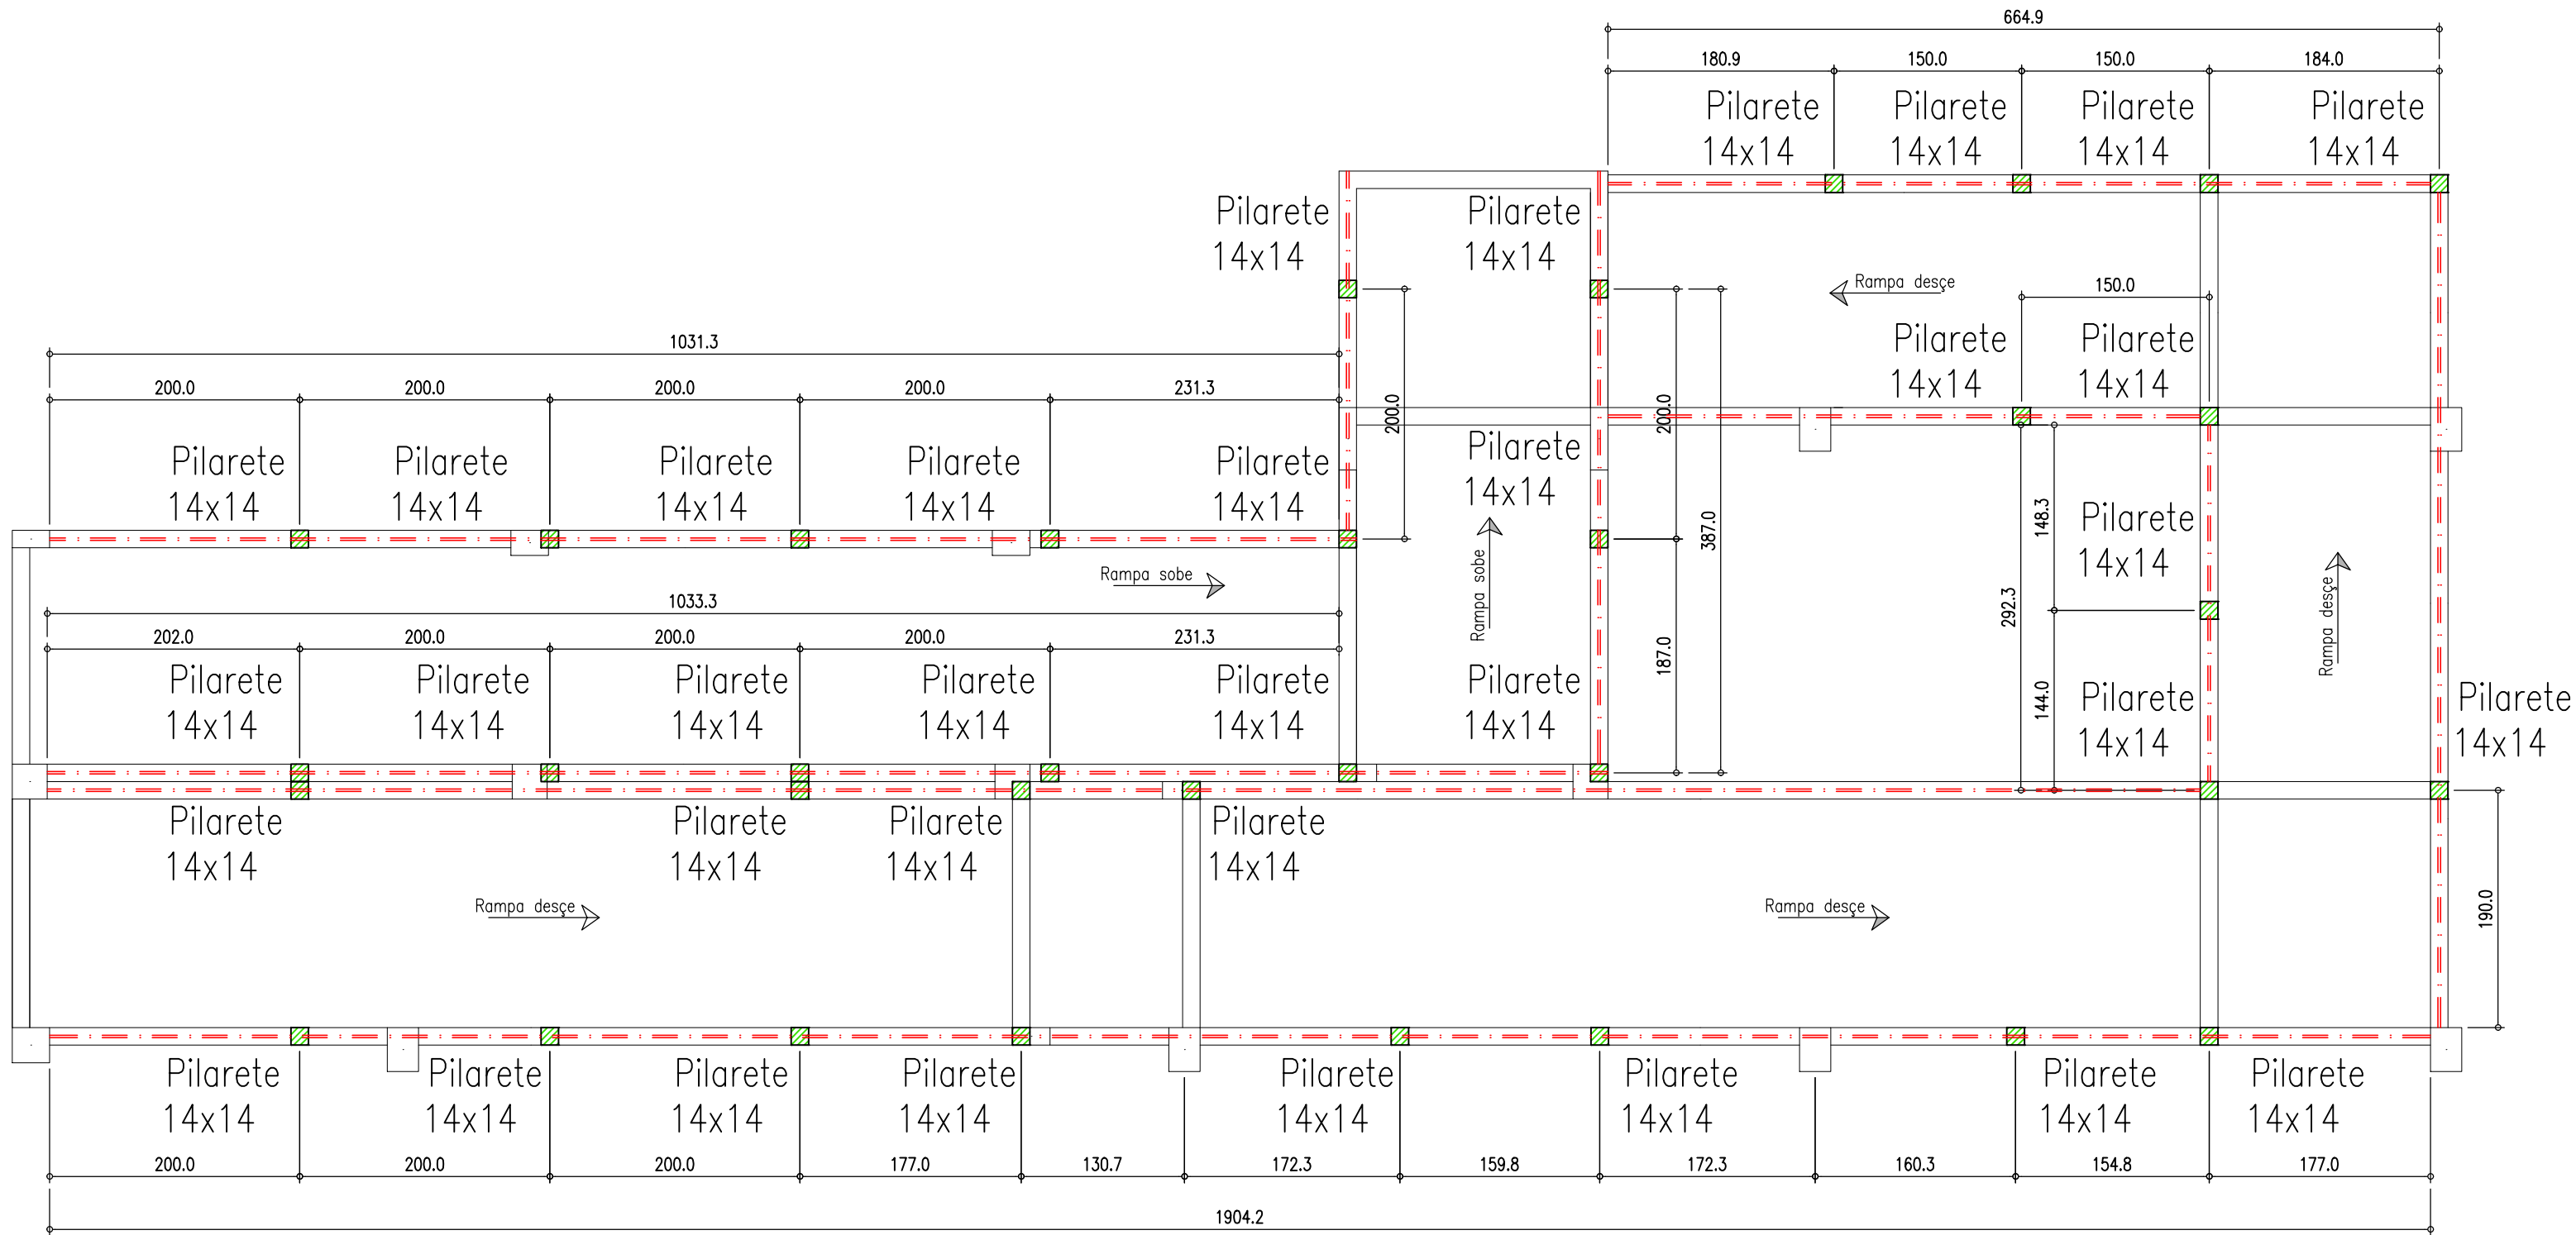 664.9
180.9
150.0
150.0
184.0
Pilarete
14x14
Pilarete
14x14
Pilarete
14x14
Pilarete
14x14
Pilarete
14x14
Pilarete
14x14
Rampa desçe
150.0
Pilarete
14x14
Pilarete
14x14
1031.3
200.0
200.0
200.0
200.0
231.3
200.0
200.0
387.0
Pilarete
14x14
Pilarete
14x14
Pilarete
14x14
Pilarete
14x14
Pilarete
14x14
Pilarete
14x14
148.3
Pilarete
14x14
Rampa sobe
Rampa sobe
292.3
Rampa desçe
1033.3
202.0
200.0
200.0
200.0
231.3
187.0
144.0
Pilarete
14x14
Pilarete
14x14
Pilarete
14x14
Pilarete
14x14
Pilarete
14x14
Pilarete
14x14
Pilarete
14x14
Pilarete
14x14
Pilarete
14x14
Pilarete
14x14
Pilarete
14x14
Pilarete
14x14
Rampa desçe
Rampa desçe
190.0
Pilarete
14x14
Pilarete
14x14
Pilarete
14x14
Pilarete
14x14
Pilarete
14x14
Pilarete
14x14
Pilarete
14x14
Pilarete
14x14
200.0
200.0
200.0
177.0
130.7
172.3
159.8
172.3
160.3
154.8
177.0
1904.2